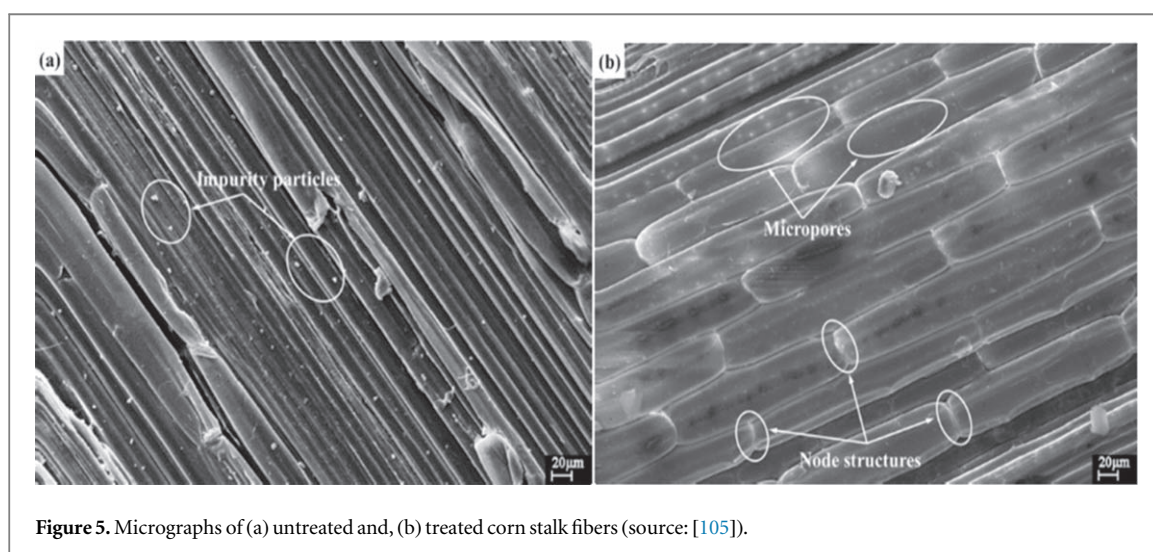 (a)
Impurity particles
20μm
(b)
Micropores
Node structures
20μm
Figure 5. Micrographs of (a) untreated and, (b) treated corn stalk fibers (source: [105]).